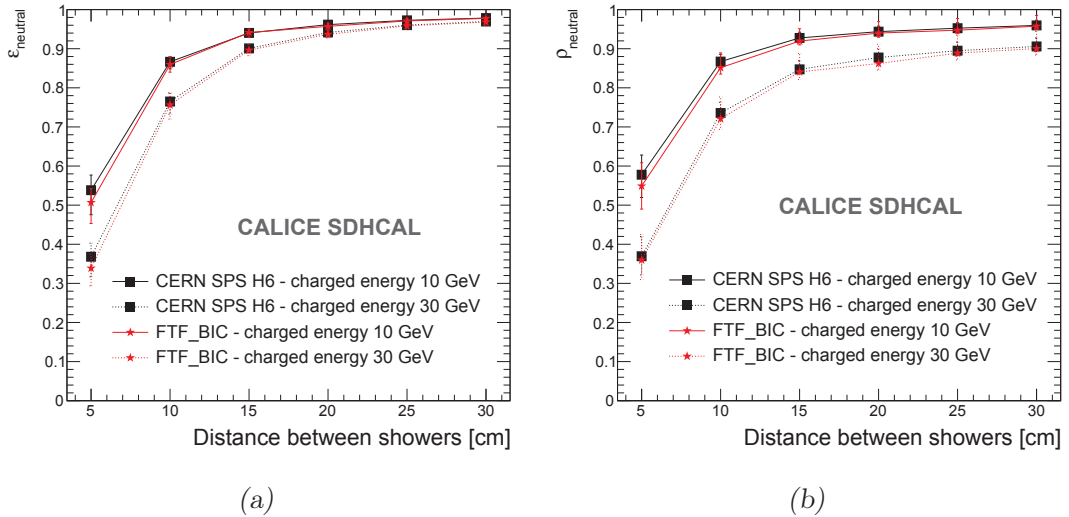 ε_neutral
1
0.9
0.8
0.7
0.6
0.5
0.4
0.3
0.2
0.1
0
CALICE SDHCAL
CERN SPS H6 - charged energy 10 GeV
CERN SPS H6 - charged energy 30 GeV
FTF_BIC - charged energy 10 GeV
FTF_BIC - charged energy 30 GeV
5 10 15 20 25 30
Distance between showers [cm]
(a)
ρ_neutral
1
0.9
0.8
0.7
0.6
0.5
0.4
0.3
0.2
0.1
0
CALICE SDHCAL
CERN SPS H6 - charged energy 10 GeV
CERN SPS H6 - charged energy 30 GeV
FTF_BIC - charged energy 10 GeV
FTF_BIC - charged energy 30 GeV
5 10 15 20 25 30
Distance between showers [cm]
(b)